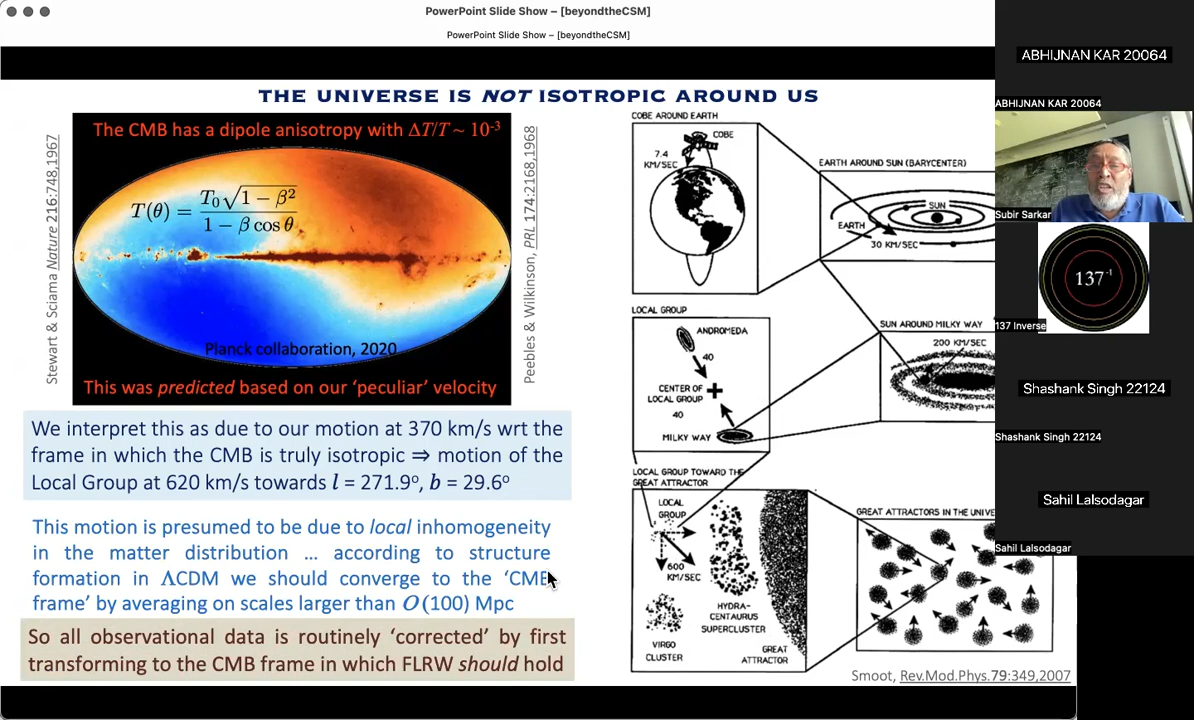 PowerPoint Slide Show – [beyondtheCSM]
PowerPoint Slide Show – [beyondtheCSM]
THE UNIVERSE IS NOT ISOTROPIC AROUND US
The CMB has a dipole anisotropy with ΔT/T ~ 10⁻³
T(θ) = T₀√(1 − β²) / (1 − β cos θ)
Planck collaboration, 2020
This was predicted based on our ‘peculiar’ velocity
Stewart & Sciama Nature 216:748,1967
Peebles & Wilkinson, PRL 174:2168,1968
We interpret this as due to our motion at 370 km/s wrt the
frame in which the CMB is truly isotropic ⇒ motion of the
Local Group at 620 km/s towards l = 271.9º, b = 29.6º
This motion is presumed to be due to local inhomogeneity
in the matter distribution … according to structure
formation in ΛCDM we should converge to the ‘CMB
frame’ by averaging on scales larger than O(100) Mpc
So all observational data is routinely ‘corrected’ by first
transforming to the CMB frame in which FLRW should hold
COBE AROUND EARTH
COBE
7.4
KM/SEC
EARTH AROUND SUN (BARYCENTER)
SUN
EARTH
30 KM/SEC
LOCAL GROUP
ANDROMEDA
40
CENTER OF
LOCAL GROUP
40
MILKY WAY
SUN AROUND MILKY WAY
200 KM/SEC
LOCAL GROUP TOWARD THE
GREAT ATTRACTOR
LOCAL
GROUP
600
KM/SEC
HYDRA-
CENTAURUS
SUPERCLUSTER
VIRGO
CLUSTER
GREAT
ATTRACTOR
GREAT ATTRACTORS IN THE UNIVE
Smoot, Rev.Mod.Phys.79:349,2007
ABHIJNAN KAR 20064
ABHIJNAN KAR 20064
Subir Sarkar
137⁻¹
137 Inverse
Shashank Singh 22124
Shashank Singh 22124
Sahil Lalsodagar
Sahil Lalsodagar